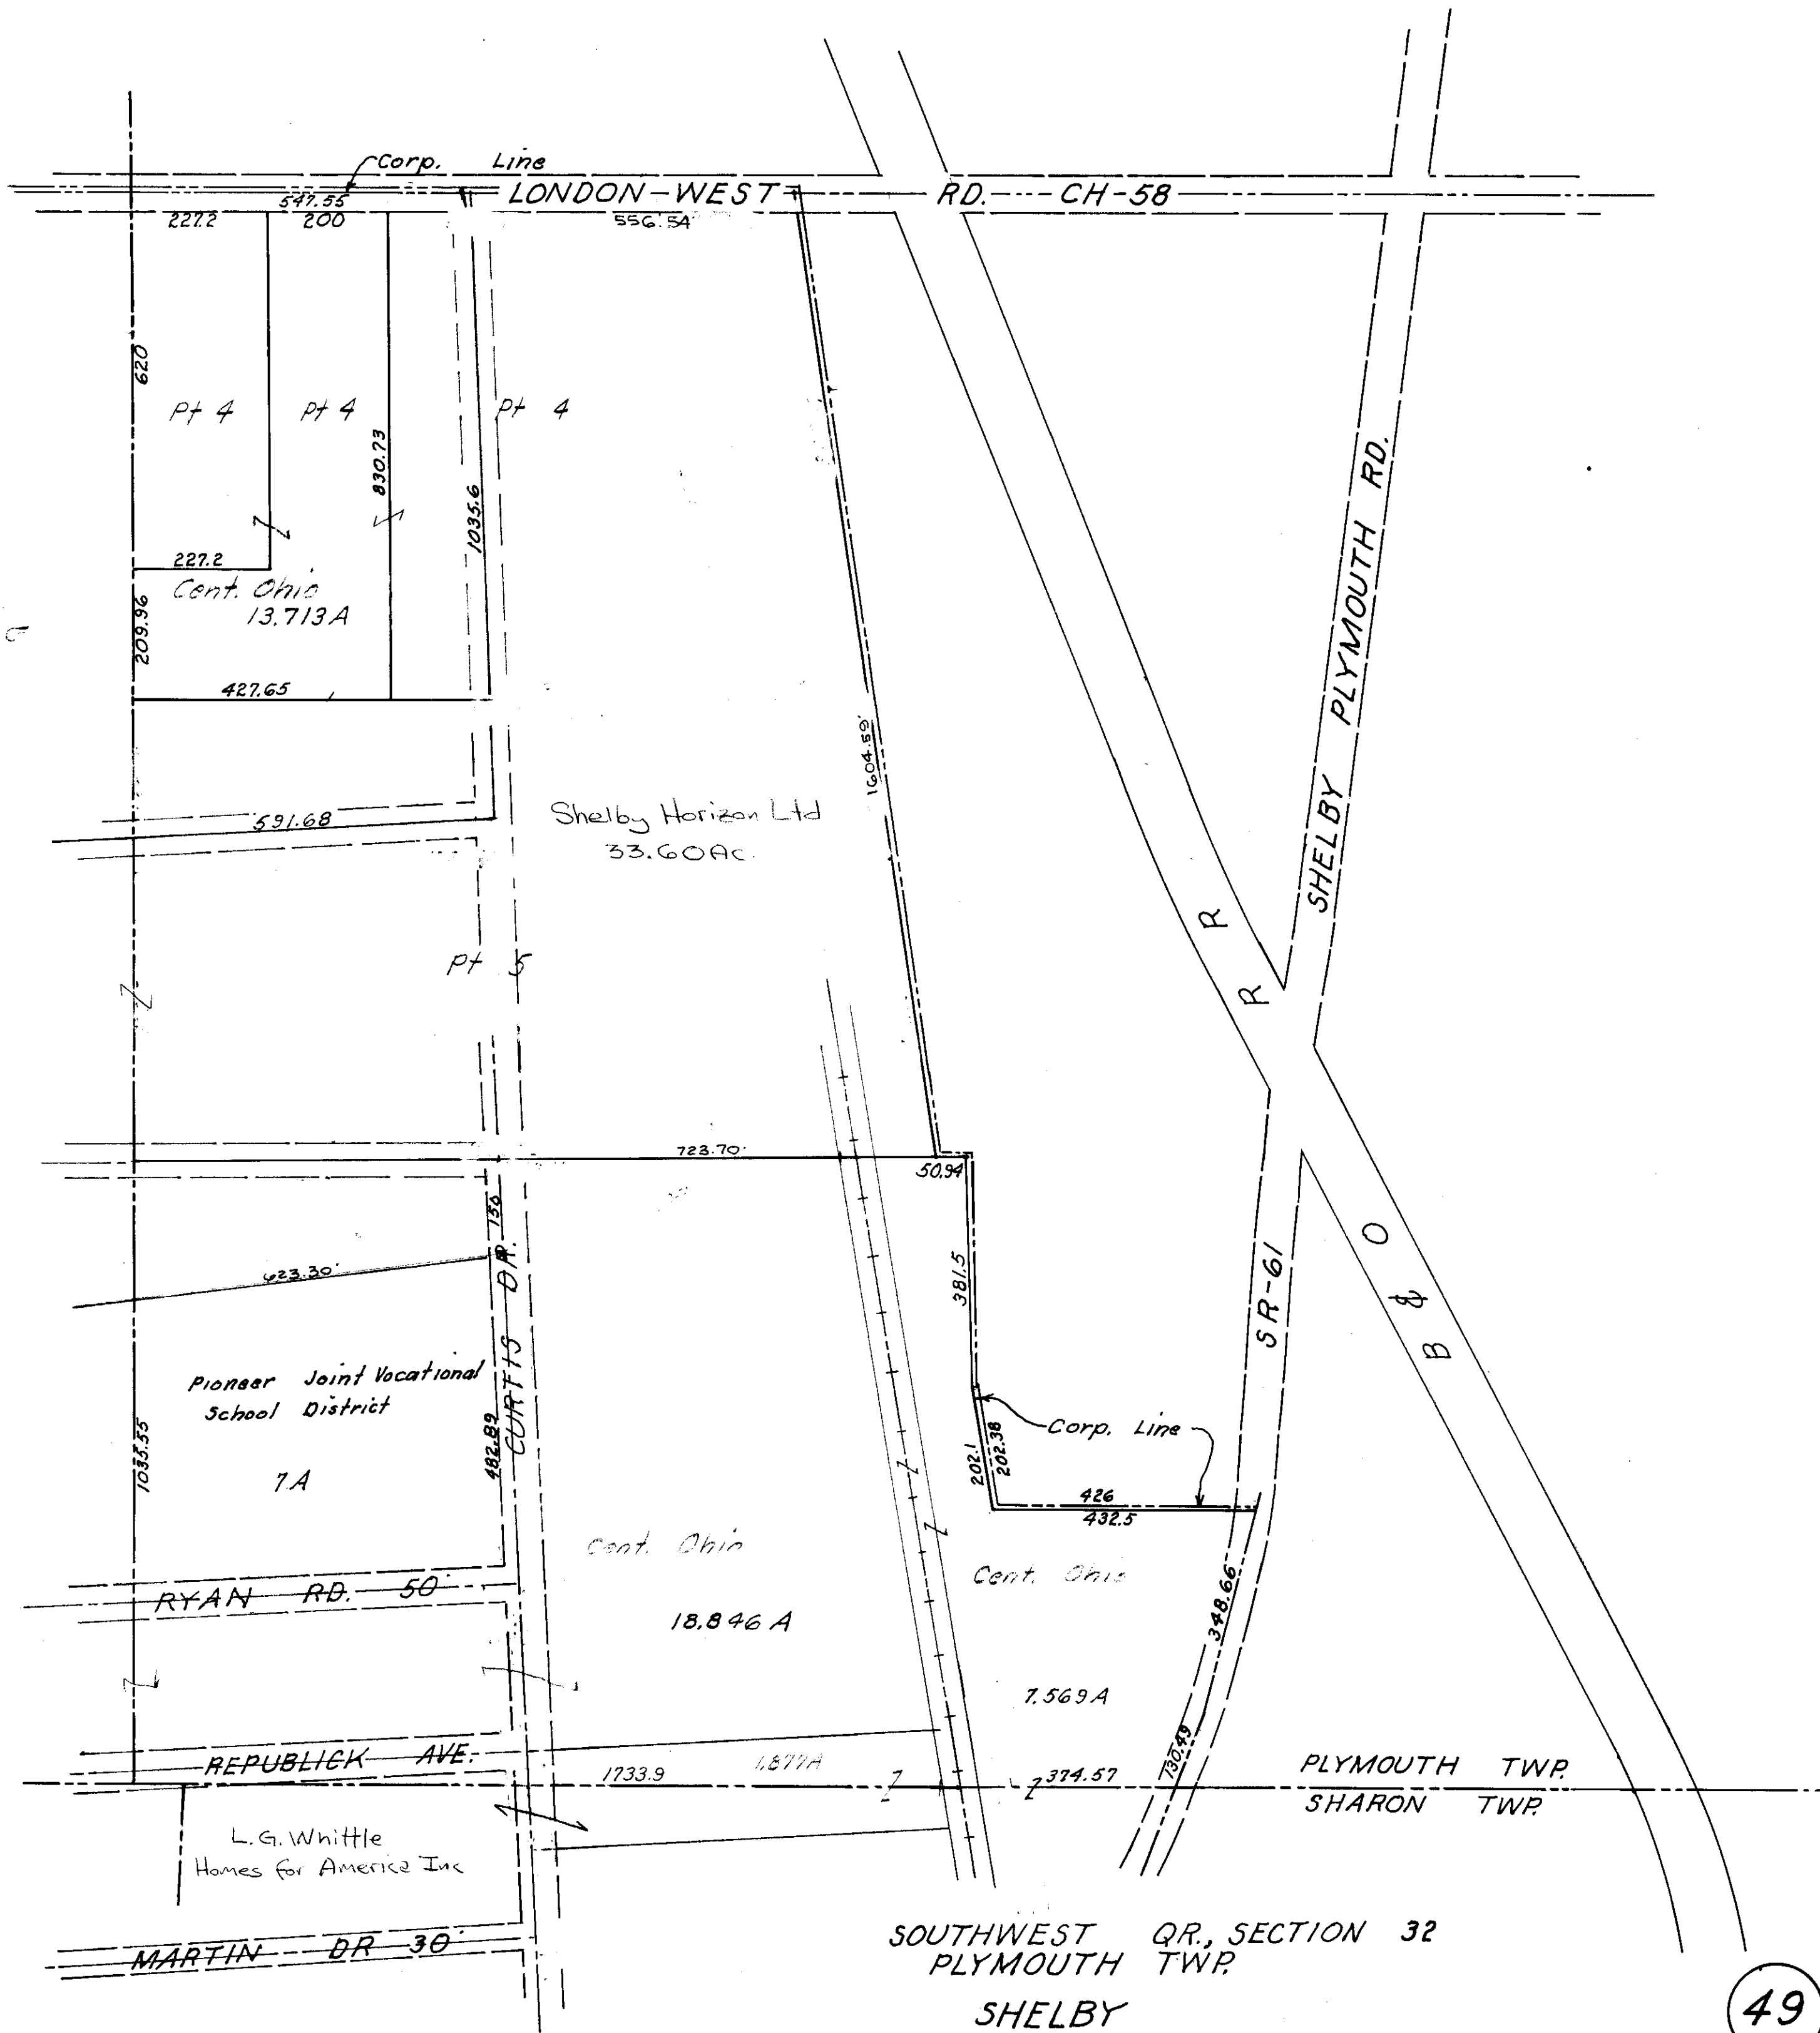 Corp. Line
547.55
LONDON-WEST RD. CH-58
227.2
200
556.54
620
Pt 4
Pt 4
Pt 4
830.73
1035.6
227.2
Cent. Ohio
13.713A
209.96
427.65
SHELBY PLYMOUTH RD.
1604.59'
591.68
Shelby Horizon Ltd
33.60Ac.
R R
Pt 5
723.70
50.94
150
623.30'
CURTIS DR.
381.5
SR-61
B & O
Pioneer Joint Vocational
School District
7A
1035.55
482.89
Corp. Line
202.1
202.38
426
432.5
Cent. Ohio
18.846 A
Cent. Ohio
348.66
RYAN RD. 50'
7.569A
130.49
REPUBLICK AVE.
1733.9
1.877A
374.57
PLYMOUTH TWP.
SHARON TWP.
L.G. Whittle
Homes for America Inc
MARTIN DR 30'
SOUTHWEST QR., SECTION 32
PLYMOUTH TWP.
SHELBY
49